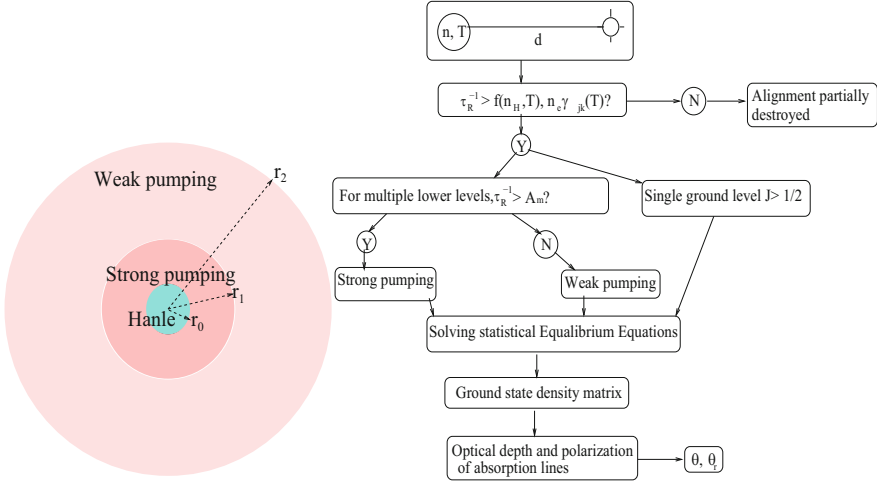 Weak pumping
r2
Strong pumping
r1
Hanle
r0
n, T
d
τR⁻¹ > f(nH,T), neγjk(T)?
N
Alignment partially
destroyed
Y
For multiple lower levels,τR⁻¹ > Am?
Single ground level J> 1/2
Y
N
Strong pumping
Weak pumping
Solving statistical Equalibrium Equations
Ground state density matrix
Optical depth and polarization
of absorption lines
θ, θr